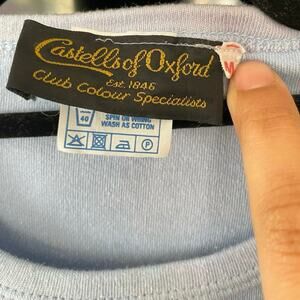 Castells of Oxford
Est. 1846
Club Colour Specialists
M
40
SPIN OR WRING
WASH AS COTTON
P